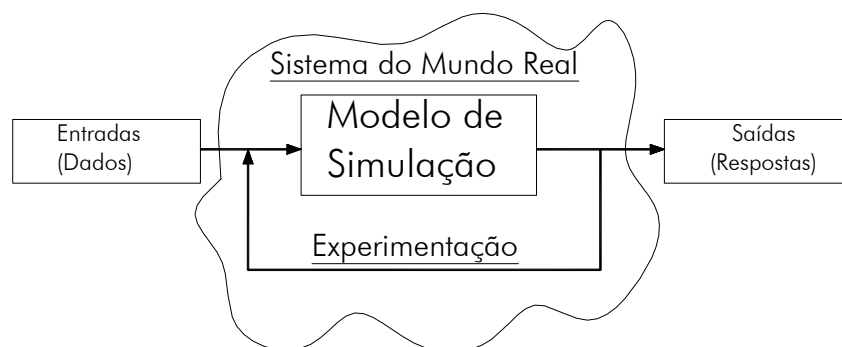 Sistema do Mundo Real
Entradas
(Dados)
Modelo de
Simulação
Saídas
(Respostas)
Experimentação